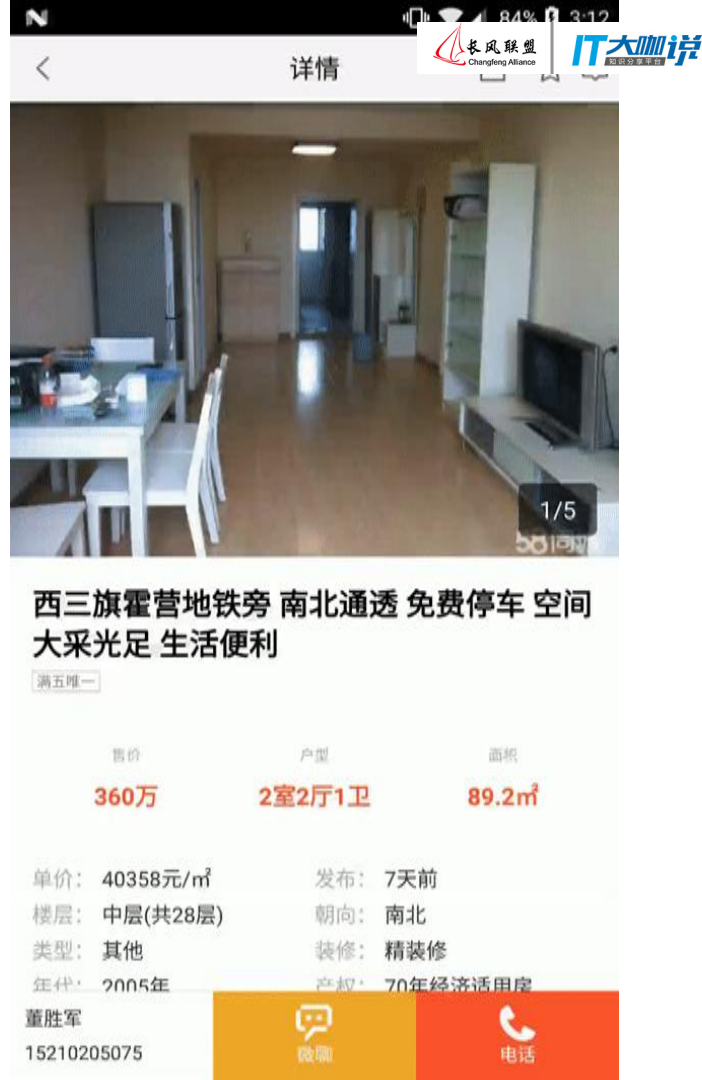 84% 3:12
长风联盟
Changfeng Alliance
IT大咖说
知识分享平台
详情
1/5
58同城
西三旗霍营地铁旁 南北通透 免费停车 空间
大采光足 生活便利
满五唯一
售价 户型 面积
360万 2室2厅1卫 89.2㎡
单价： 40358元/㎡ 发布： 7天前
楼层： 中层(共28层) 朝向： 南北
类型： 其他 装修： 精装修
年代： 2005年 产权： 70年经济适用房
董胜军
15210205075
微聊
电话